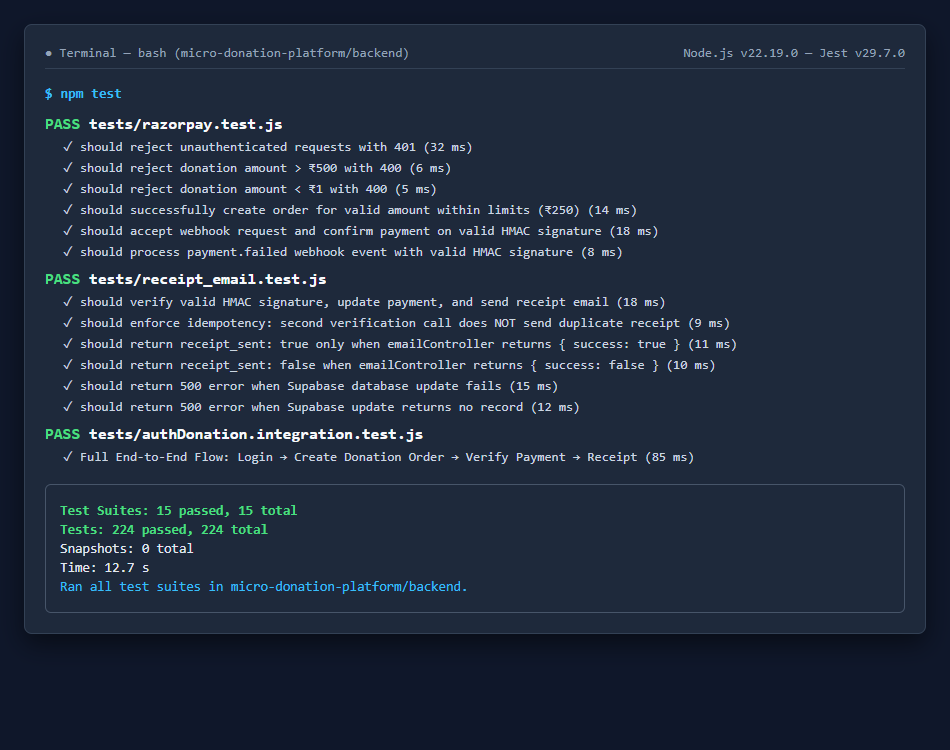 ● Terminal — bash (micro-donation-platform/backend)
Node.js v22.19.0 — Jest v29.7.0
$ npm test
PASS tests/razorpay.test.js
✓ should reject unauthenticated requests with 401 (32 ms)
✓ should reject donation amount > ₹500 with 400 (6 ms)
✓ should reject donation amount < ₹1 with 400 (5 ms)
✓ should successfully create order for valid amount within limits (₹250) (14 ms)
✓ should accept webhook request and confirm payment on valid HMAC signature (18 ms)
✓ should process payment.failed webhook event with valid HMAC signature (8 ms)
PASS tests/receipt_email.test.js
✓ should verify valid HMAC signature, update payment, and send receipt email (18 ms)
✓ should enforce idempotency: second verification call does NOT send duplicate receipt (9 ms)
✓ should return receipt_sent: true only when emailController returns { success: true } (11 ms)
✓ should return receipt_sent: false when emailController returns { success: false } (10 ms)
✓ should return 500 error when Supabase database update fails (15 ms)
✓ should return 500 error when Supabase update returns no record (12 ms)
PASS tests/authDonation.integration.test.js
✓ Full End-to-End Flow: Login → Create Donation Order → Verify Payment → Receipt (85 ms)
Test Suites: 15 passed, 15 total
Tests: 224 passed, 224 total
Snapshots: 0 total
Time: 12.7 s
Ran all test suites in micro-donation-platform/backend.